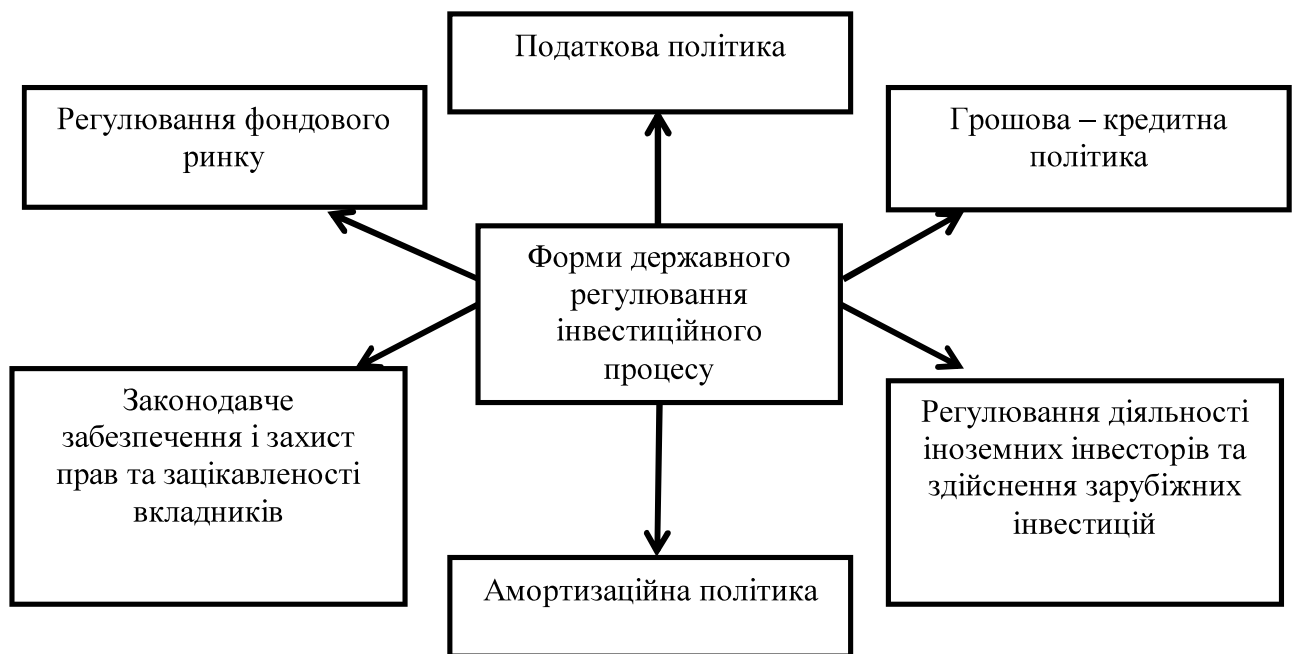 Податкова політика
Регулювання фондового
ринку
Грошова – кредитна
політика
Форми державного
регулювання
інвестиційного
процесу
Законодавче
забезпечення і захист
прав та зацікавленості
вкладників
Регулювання діяльності
іноземних інвесторів та
здійснення зарубіжних
інвестицій
Амортизаційна політика